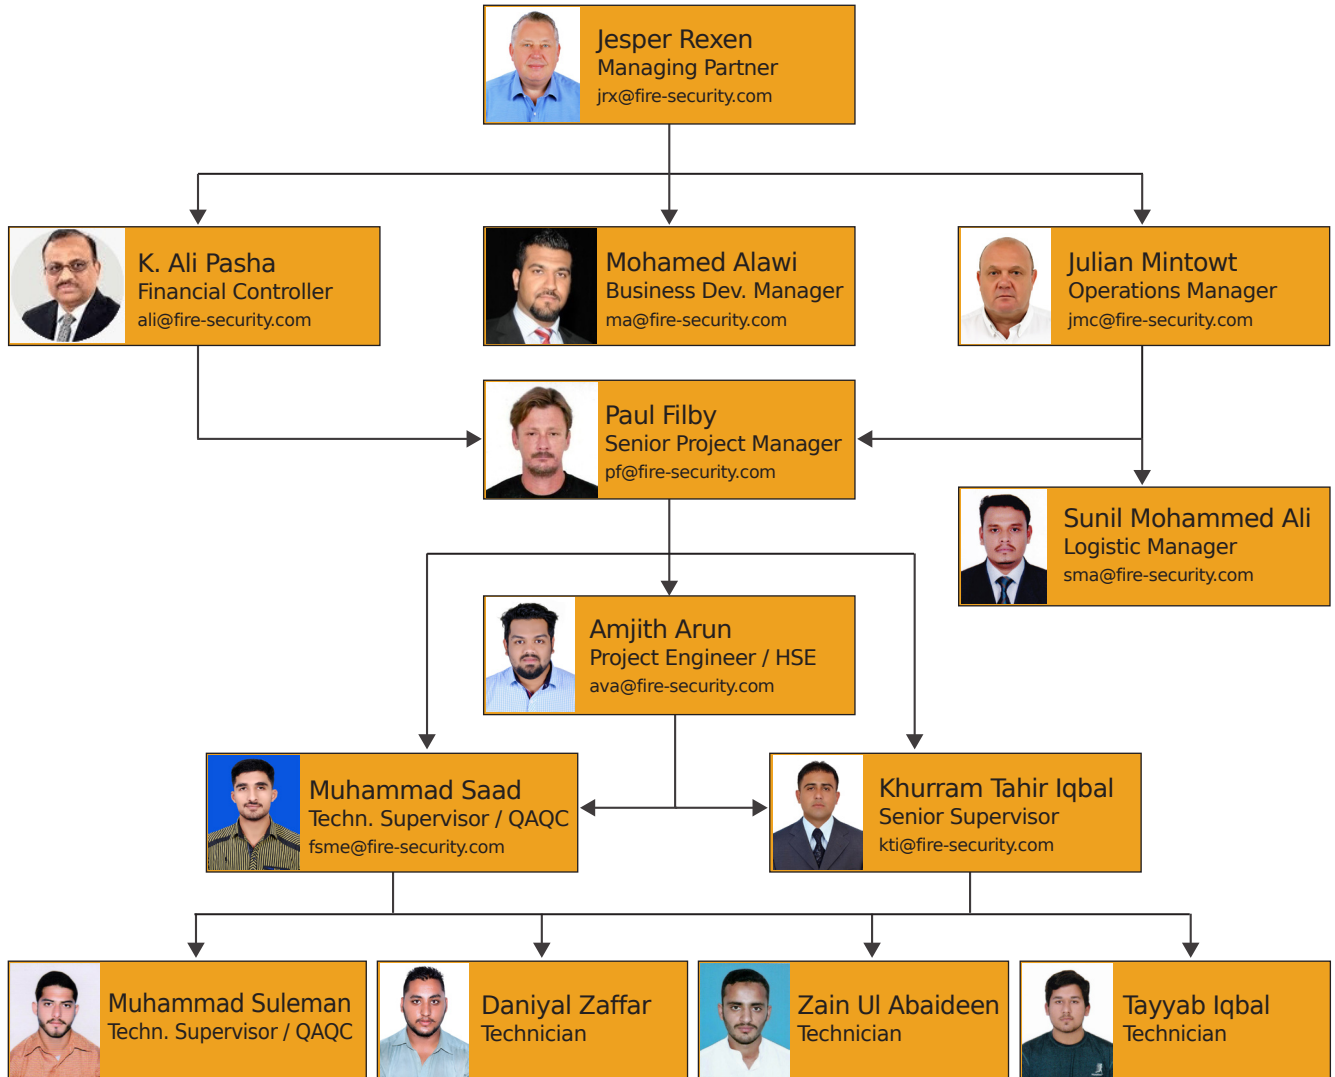 Jesper Rexen
Managing Partner
jrx@fire-security.com
K. Ali Pasha
Financial Controller
ali@fire-security.com
Mohamed Alawi
Business Dev. Manager
ma@fire-security.com
Julian Mintowt
Operations Manager
jmc@fire-security.com
Paul Filby
Senior Project Manager
pf@fire-security.com
Sunil Mohammed Ali
Logistic Manager
sma@fire-security.com
Amjith Arun
Project Engineer / HSE
ava@fire-security.com
Muhammad Saad
Techn. Supervisor / QAQC
fsme@fire-security.com
Khurram Tahir Iqbal
Senior Supervisor
kti@fire-security.com
Muhammad Suleman
Techn. Supervisor / QAQC
Daniyal Zaffar
Technician
Zain Ul Abaideen
Technician
Tayyab Iqbal
Technician